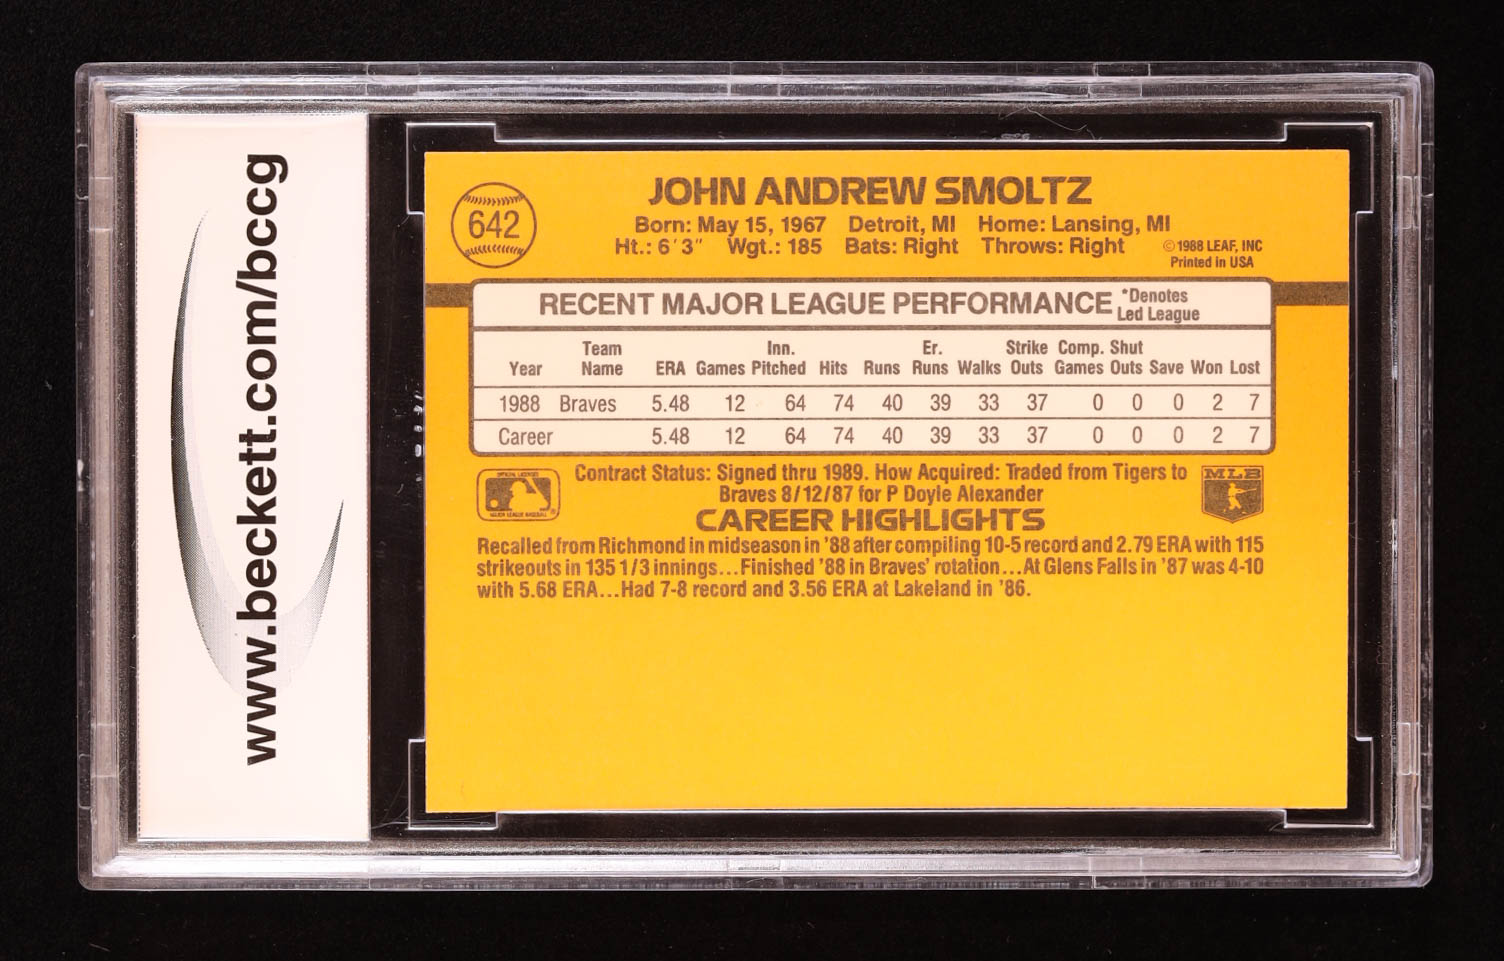 www.beckett.com/bccg
642
JOHN ANDREW SMOLTZ
Born: May 15, 1967 Detroit, MI Home: Lansing, MI
Ht.: 6'3" Wgt.: 185 Bats: Right Throws: Right
© 1988 LEAF, INC
Printed in USA
RECENT MAJOR LEAGUE PERFORMANCE *Denotes
Led League
Team Inn. Er. Strike Comp. Shut
Year Name ERA Games Pitched Hits Runs Runs Walks Outs Games Outs Save Won Lost
1988 Braves 5.48 12 64 74 40 39 33 37 0 0 0 2 7
Career 5.48 12 64 74 40 39 33 37 0 0 0 2 7
Contract Status: Signed thru 1989. How Acquired: Traded from Tigers to
Braves 8/12/87 for P Doyle Alexander
MLB
CAREER HIGHLIGHTS
Recalled from Richmond in midseason in '88 after compiling 10-5 record and 2.79 ERA with 115
strikeouts in 135 1/3 innings...Finished '88 in Braves' rotation...At Glens Falls in '87 was 4-10
with 5.68 ERA...Had 7-8 record and 3.56 ERA at Lakeland in '86.